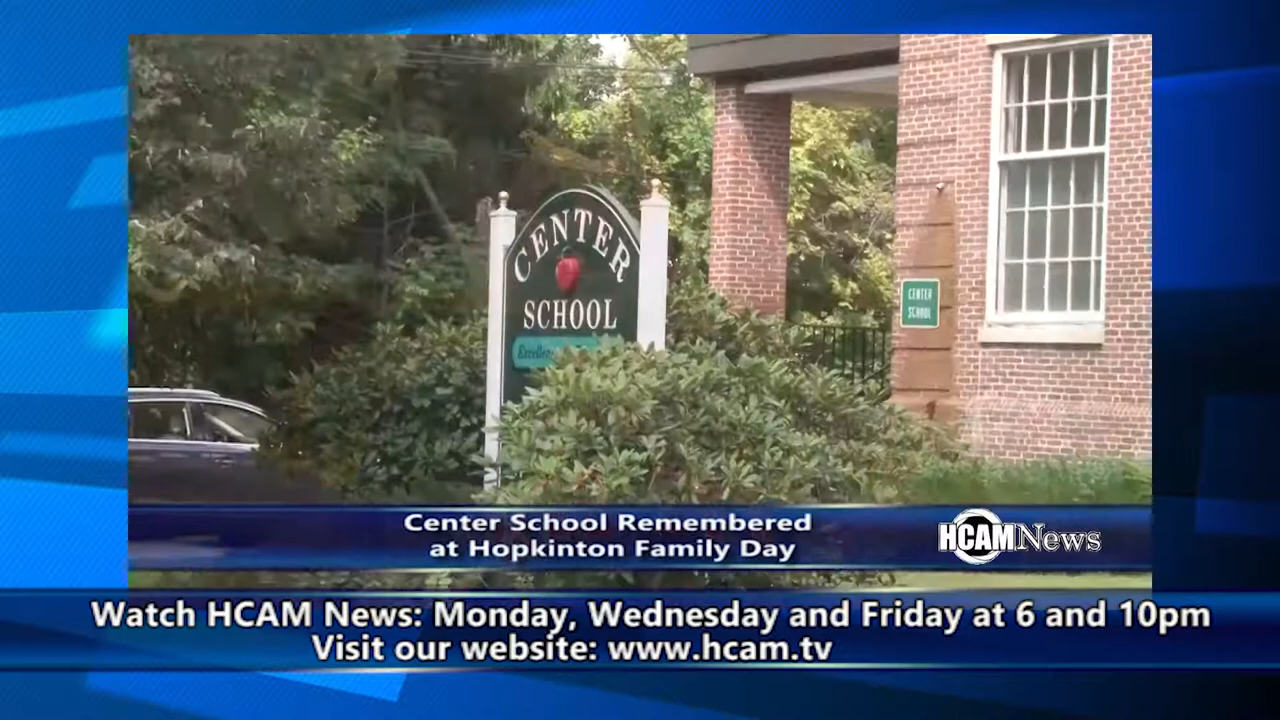 CENTER
SCHOOL
Excellen
CENTER
SCHOOL
Center School Remembered
at Hopkinton Family Day
HCAMNews
Watch HCAM News: Monday, Wednesday and Friday at 6 and 10pm
Visit our website: www.hcam.tv